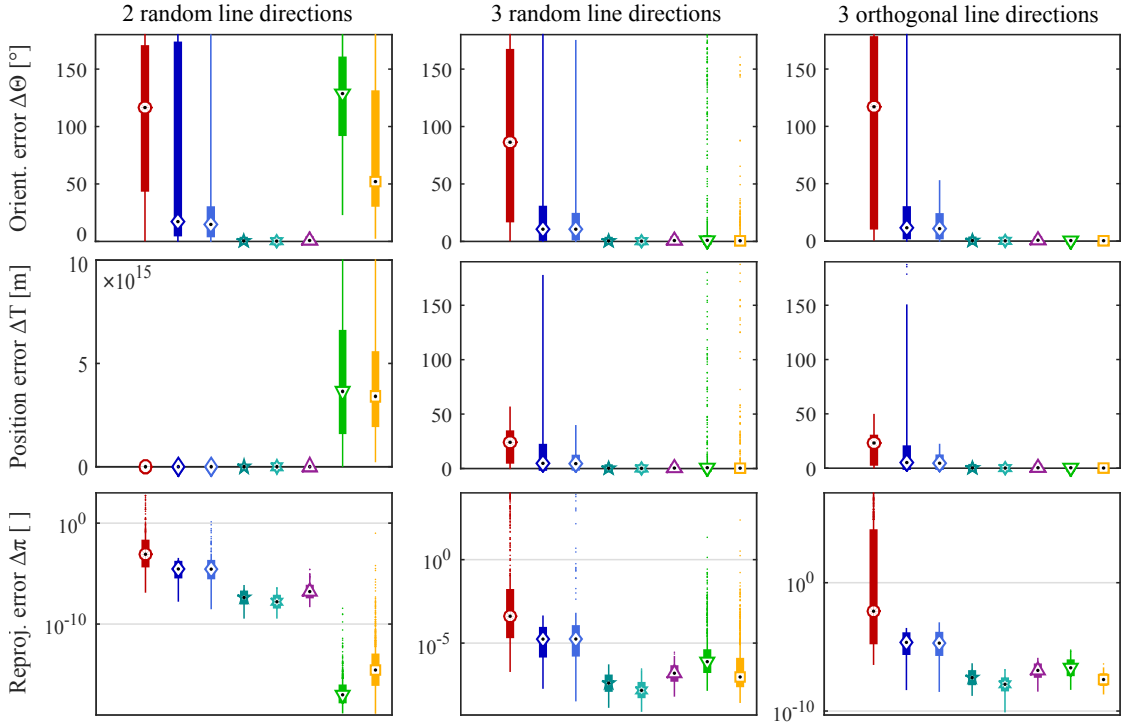 2 random line directions 3 random line directions 3 orthogonal line directions
Orient. error ΔΘ [°]
150 150 150
100 100 100
50 50 50
0 0 0
Position error ΔT [m]
10 ×10^15
5
0
150 150
100 100
50 50
0 0
Reproj. error Δπ [ ]
10^0 10^0 10^0
10^-10 10^-5 10^-10